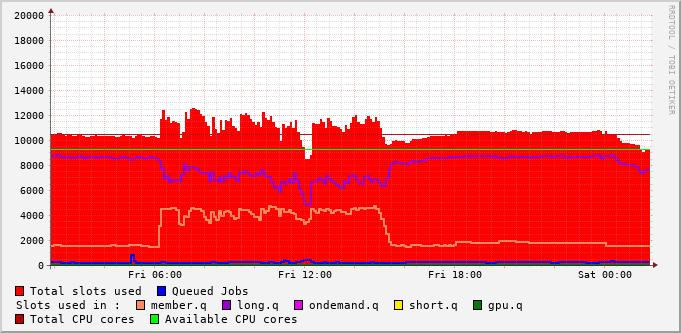 RRDTOOL / TOBI OETIKER
20000
18000
16000
14000
12000
10000
8000
6000
4000
2000
0
Fri 06:00 Fri 12:00 Fri 18:00 Sat 00:00
Total slots used Queued Jobs
Slots used in : member.q long.q ondemand.q short.q gpu.q
Total CPU cores Available CPU cores